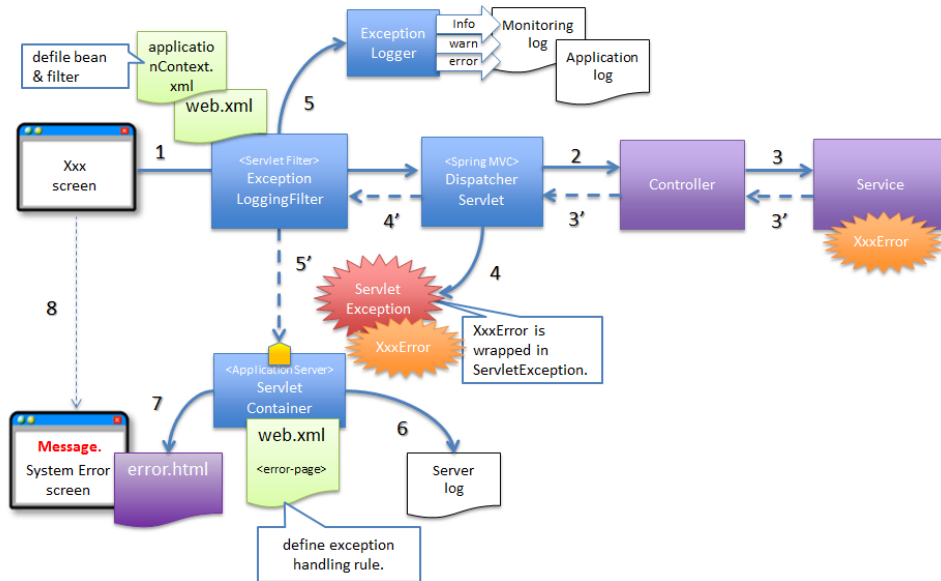 Exception
Logger
Info
warn
error
Monitoring
log
Application
log
defile bean
& filter
applicatio
nContext.
xml
web.xml
5
Xxx
screen
1
<Servlet Filter>
Exception
LoggingFilter
<Spring MVC>
Dispatcher
Servlet
2
Controller
3
Service
XxxError
4’
3’
3’
5’
4
Servlet
Exception
XxxError
XxxError is
wrapped in
ServletException.
8
<Application Server>
Servlet
Container
7
6
web.xml
<error-page>
Message.
System Error
screen
error.html
Server
log
define exception
handling rule.